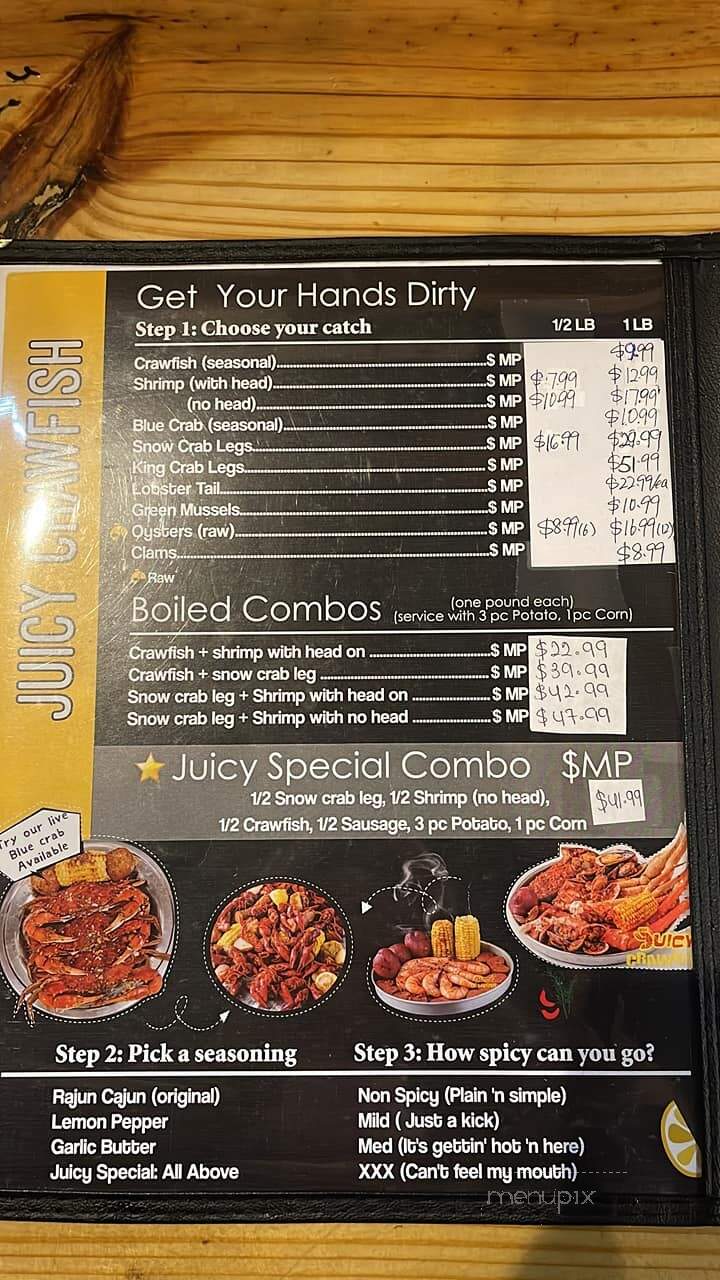 JUICY CRAWFISH
Get Your Hands Dirty
Step 1: Choose your catch 1/2 LB 1 LB
Crawfish (seasonal)....$ MP $9.99
Shrimp (with head)....$ MP $7.99 $12.99
(no head)....$ MP $10.99 $17.99
Blue Crab (seasonal)....$ MP $10.99
Snow Crab Legs....$ MP $16.99 $29.99
King Crab Legs....$ MP $51.99
Lobster Tail....$ MP $22.99/ea
Green Mussels....$ MP $10.99
Oysters (raw)....$ MP $8.99(6) $16.99(12)
Clams....$ MP $8.99
Raw
Boiled Combos (one pound each)
(service with 3 pc Potato, 1pc Corn)
Crawfish + shrimp with head on ....$ MP $22.99
Crawfish + snow crab leg ....$ MP $39.99
Snow crab leg + Shrimp with head on ....$ MP $42.99
Snow crab leg + Shrimp with no head ....$ MP $47.99
Juicy Special Combo $MP
1/2 Snow crab leg, 1/2 Shrimp (no head), $41.99
1/2 Crawfish, 1/2 Sausage, 3 pc Potato, 1 pc Corn
Try our live
Blue crab
Available
JUICY
CRAWFISH
Step 2: Pick a seasoning
Rajun Cajun (original)
Lemon Pepper
Garlic Butter
Juicy Special: All Above
Step 3: How spicy can you go?
Non Spicy (Plain 'n simple)
Mild ( Just a kick)
Med (It's gettin' hot 'n here)
XXX (Can't feel my mouth)
menupix